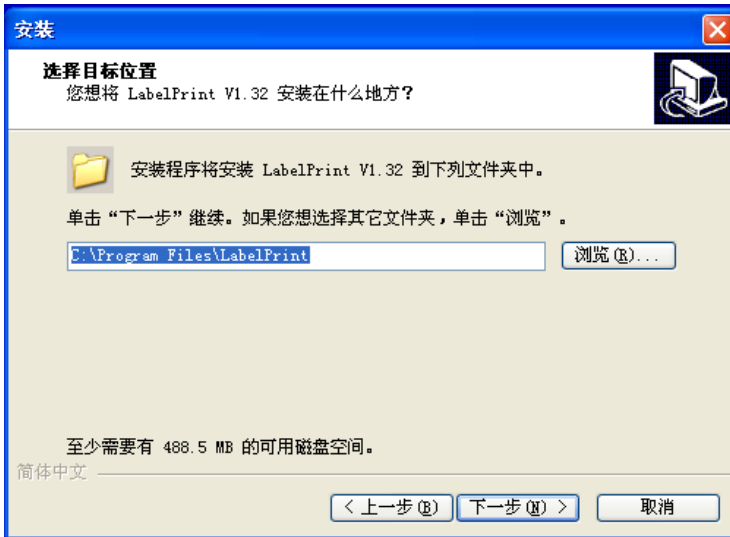 安装
选择目标位置
您想将 LabelPrint V1.32 安装在什么地方?
安装程序将安装 LabelPrint V1.32 到下列文件夹中。
单击“下一步”继续。如果您想选择其它文件夹,单击“浏览”。
C:\Program Files\LabelPrint
浏览(R)...
至少需要有 488.5 MB 的可用磁盘空间。
简体中文
< 上一步(B) 下一步(N) > 取消